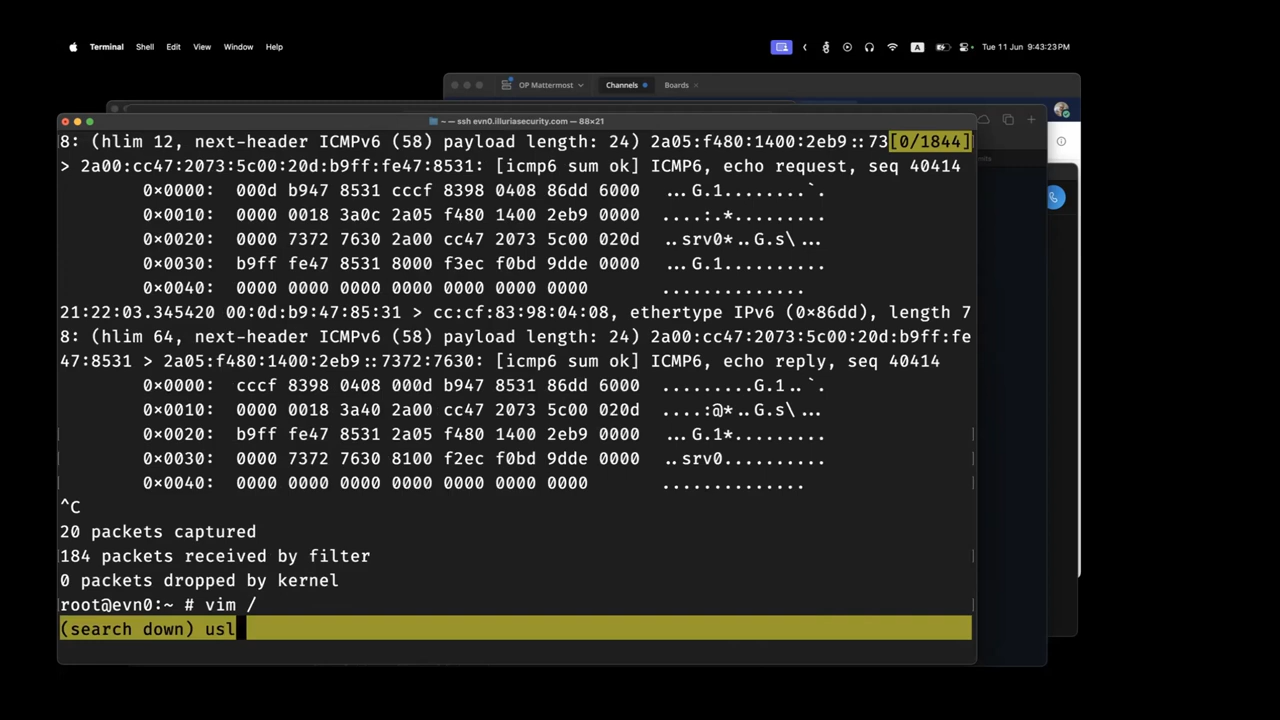 Terminal Shell Edit View Window Help A Tue 11 Jun 9:43:23 PM
OP Mattermost Channels Boards
~ — ssh evn0.illuriasecurity.com — 88×21
8: (hlim 12, next-header ICMPv6 (58) payload length: 24) 2a05:f480:1400:2eb9::73[0/1844]
> 2a00:cc47:2073:5c00:20d:b9ff:fe47:8531: [icmp6 sum ok] ICMP6, echo request, seq 40414
0x0000: 000d b947 8531 cccf 8398 0408 86dd 6000 ...G.1........`.
0x0010: 0000 0018 3a0c 2a05 f480 1400 2eb9 0000 ....:.*.........
0x0020: 0000 7372 7630 2a00 cc47 2073 5c00 020d ..srv0*..G.s\...
0x0030: b9ff fe47 8531 8000 f3ec f0bd 9dde 0000 ...G.1..........
0x0040: 0000 0000 0000 0000 0000 0000 0000 ..............
21:22:03.345420 00:0d:b9:47:85:31 > cc:cf:83:98:04:08, ethertype IPv6 (0x86dd), length 7
8: (hlim 64, next-header ICMPv6 (58) payload length: 24) 2a00:cc47:2073:5c00:20d:b9ff:fe
47:8531 > 2a05:f480:1400:2eb9::7372:7630: [icmp6 sum ok] ICMP6, echo reply, seq 40414
0x0000: cccf 8398 0408 000d b947 8531 86dd 6000 .........G.1..`.
0x0010: 0000 0018 3a40 2a00 cc47 2073 5c00 020d ....:@*..G.s\...
0x0020: b9ff fe47 8531 2a05 f480 1400 2eb9 0000 ...G.1*.........
0x0030: 0000 7372 7630 8100 f2ec f0bd 9dde 0000 ..srv0..........
0x0040: 0000 0000 0000 0000 0000 0000 0000 ..............
^C
20 packets captured
184 packets received by filter
0 packets dropped by kernel
root@evn0:~ # vim /
(search down) usl